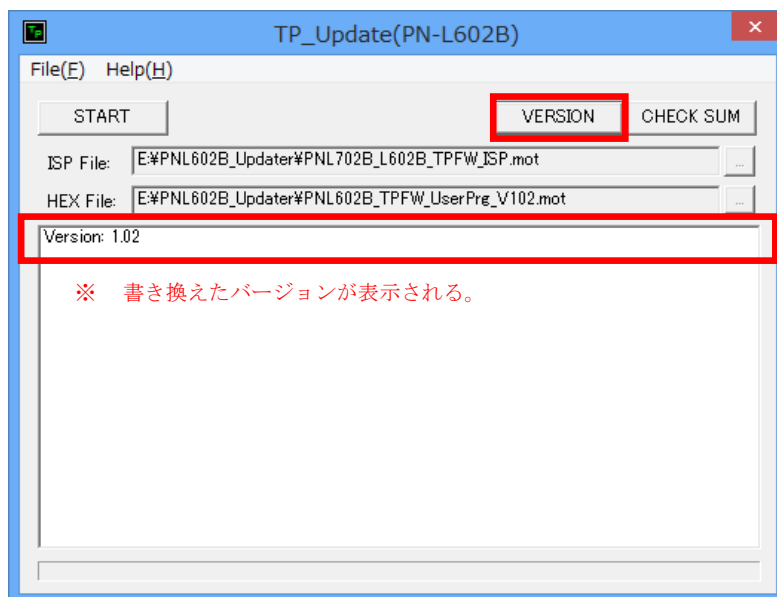 TP_Update(PN-L602B)
File(F) Help(H)
START VERSION CHECK SUM
ISP File: E:¥PNL602B_Updater¥PNL702B_L602B_TPFW_ISP.mot ...
HEX File: E:¥PNL602B_Updater¥PNL602B_TPFW_UserPrg_V102.mot ...
Version: 1.02
※ 書き換えたバージョンが表示される。